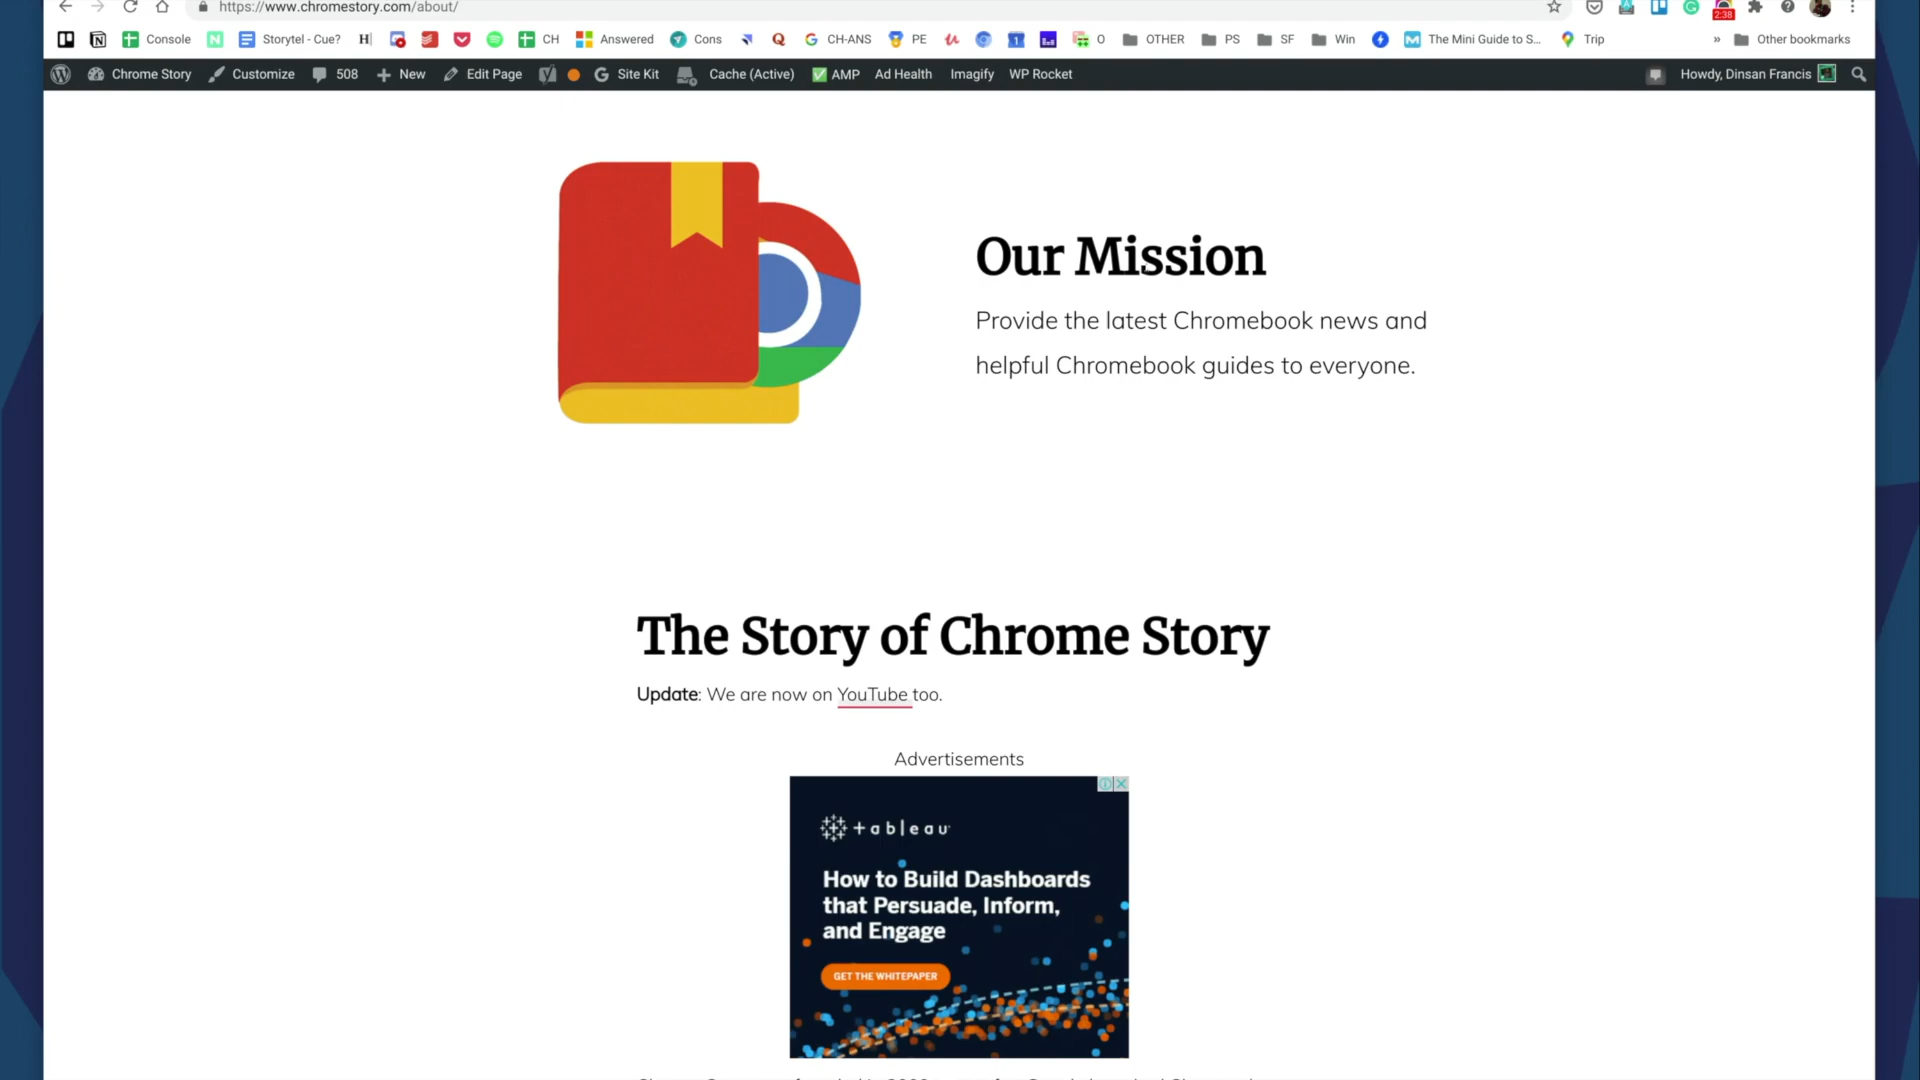 https://www.chromestory.com/about/
2:38
Console Storytel - Cue? H CH Answered Cons CH-ANS PE 1 O OTHER PS SF Win The Mini Guide to S... Trip » Other bookmarks
Chrome Story Customize 508 New Edit Page Site Kit Cache (Active) AMP Ad Health Imagify WP Rocket Howdy, Dinsan Francis
Our Mission
Provide the latest Chromebook news and
helpful Chromebook guides to everyone.
The Story of Chrome Story
Update: We are now on YouTube too.
Advertisements
+ableau
How to Build Dashboards
that Persuade, Inform,
and Engage
GET THE WHITEPAPER